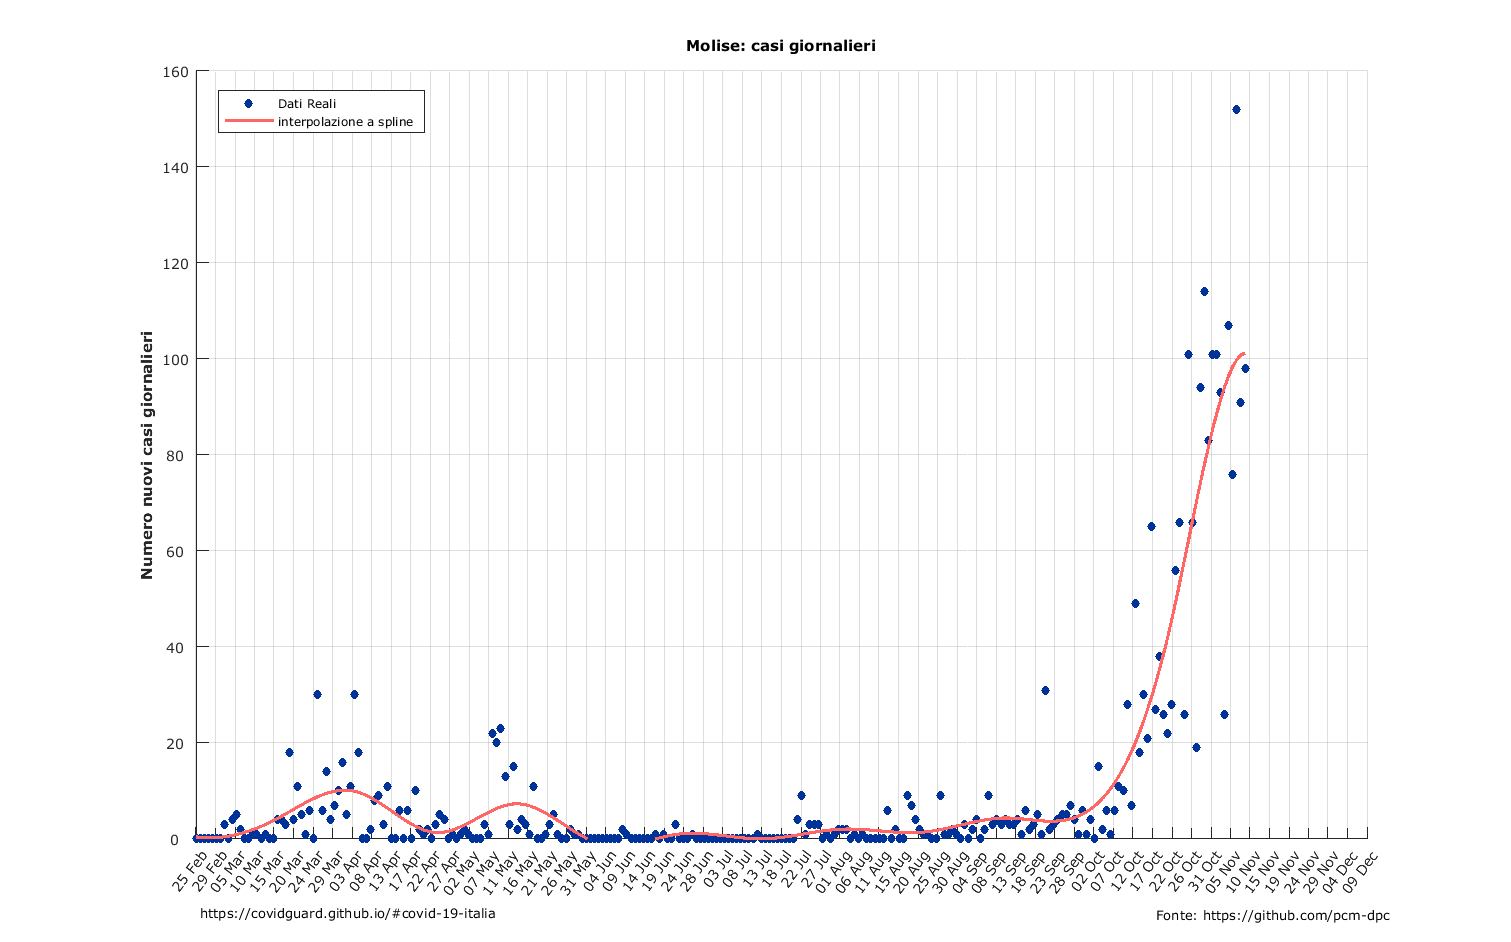 Molise: casi giornalieri
Dati Reali
interpolazione a spline
Numero nuovi casi giornalieri
160
140
120
100
80
60
40
20
0
25 Feb
29 Feb
05 Mar
10 Mar
15 Mar
20 Mar
24 Mar
29 Mar
03 Apr
08 Apr
13 Apr
17 Apr
22 Apr
27 Apr
02 May
07 May
11 May
16 May
21 May
26 May
31 May
04 Jun
09 Jun
14 Jun
19 Jun
24 Jun
28 Jun
03 Jul
08 Jul
13 Jul
18 Jul
22 Jul
27 Jul
01 Aug
06 Aug
11 Aug
15 Aug
20 Aug
25 Aug
30 Aug
04 Sep
08 Sep
13 Sep
18 Sep
23 Sep
28 Sep
02 Oct
07 Oct
12 Oct
17 Oct
22 Oct
26 Oct
31 Oct
05 Nov
10 Nov
15 Nov
19 Nov
24 Nov
29 Nov
04 Dec
09 Dec
https://covidguard.github.io/#covid-19-italia
Fonte: https://github.com/pcm-dpc